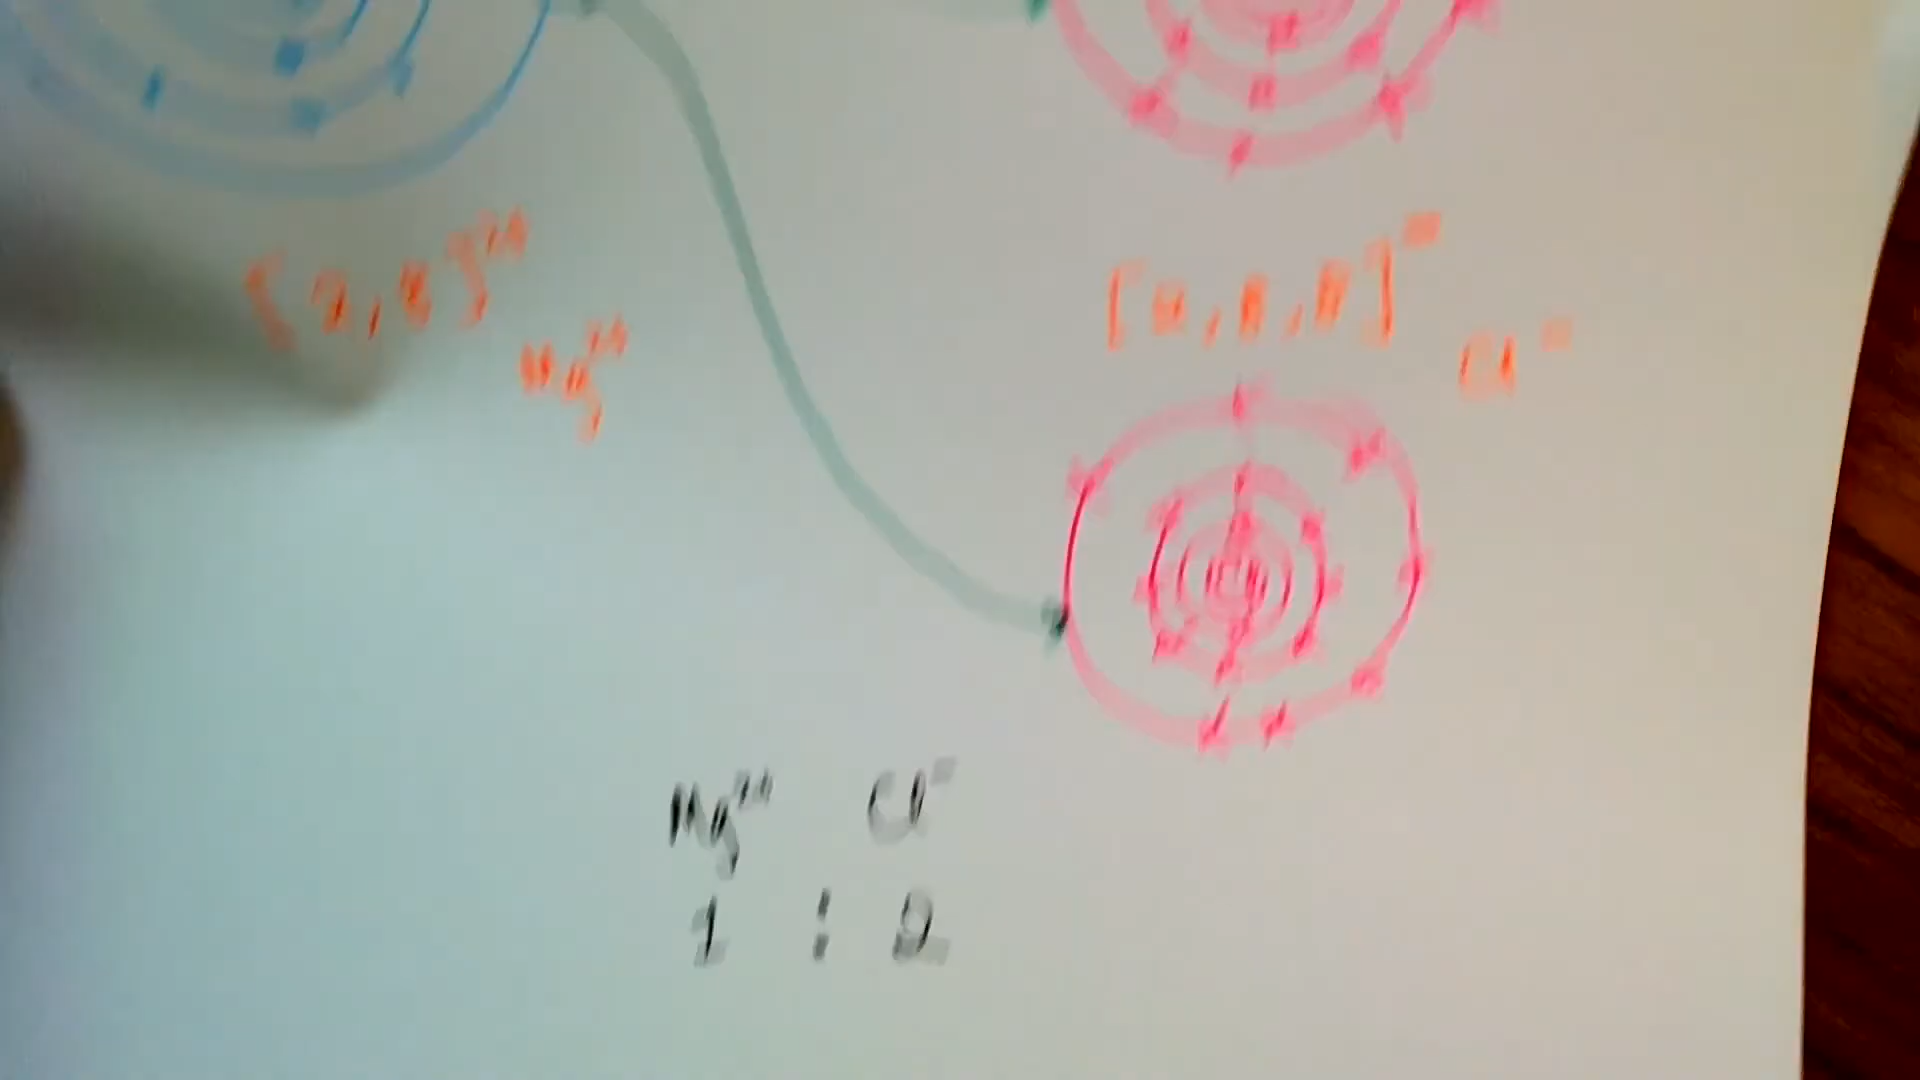 [2,8]²⁺
Mg²⁺
[2,8,8]⁻
Cl⁻
Mg²⁺ Cl⁻
1 : 2